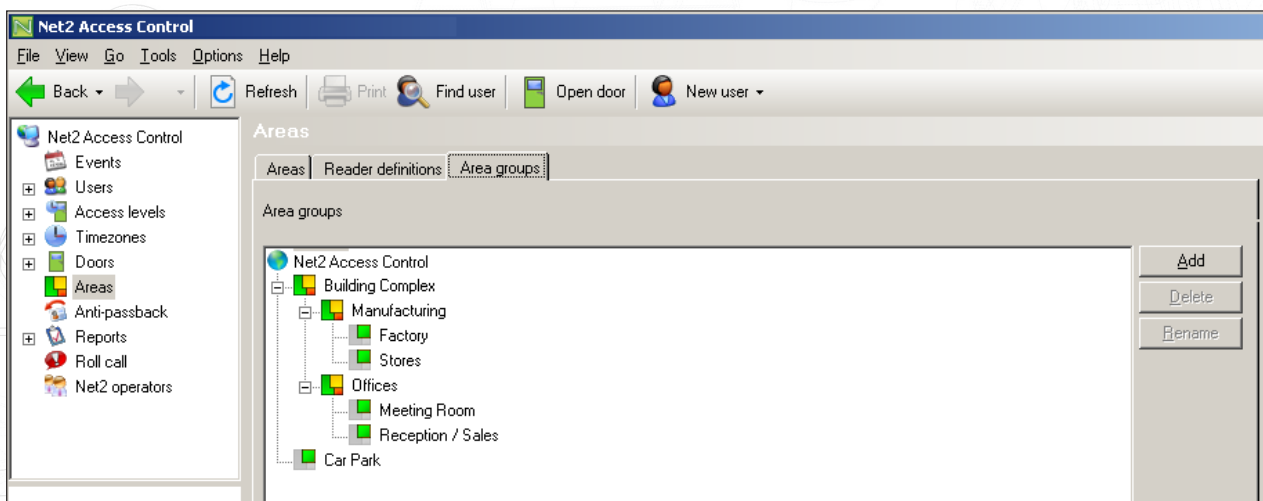 Net2 Access Control
File View Go Tools Options Help
Back Refresh Print Find user Open door New user
Net2 Access Control
Events
Users
Access levels
Timezones
Doors
Areas
Anti-passback
Reports
Roll call
Net2 operators
Areas
Areas Reader definitions Area groups
Area groups
Net2 Access Control
Building Complex
Manufacturing
Factory
Stores
Offices
Meeting Room
Reception / Sales
Car Park
Add
Delete
Rename